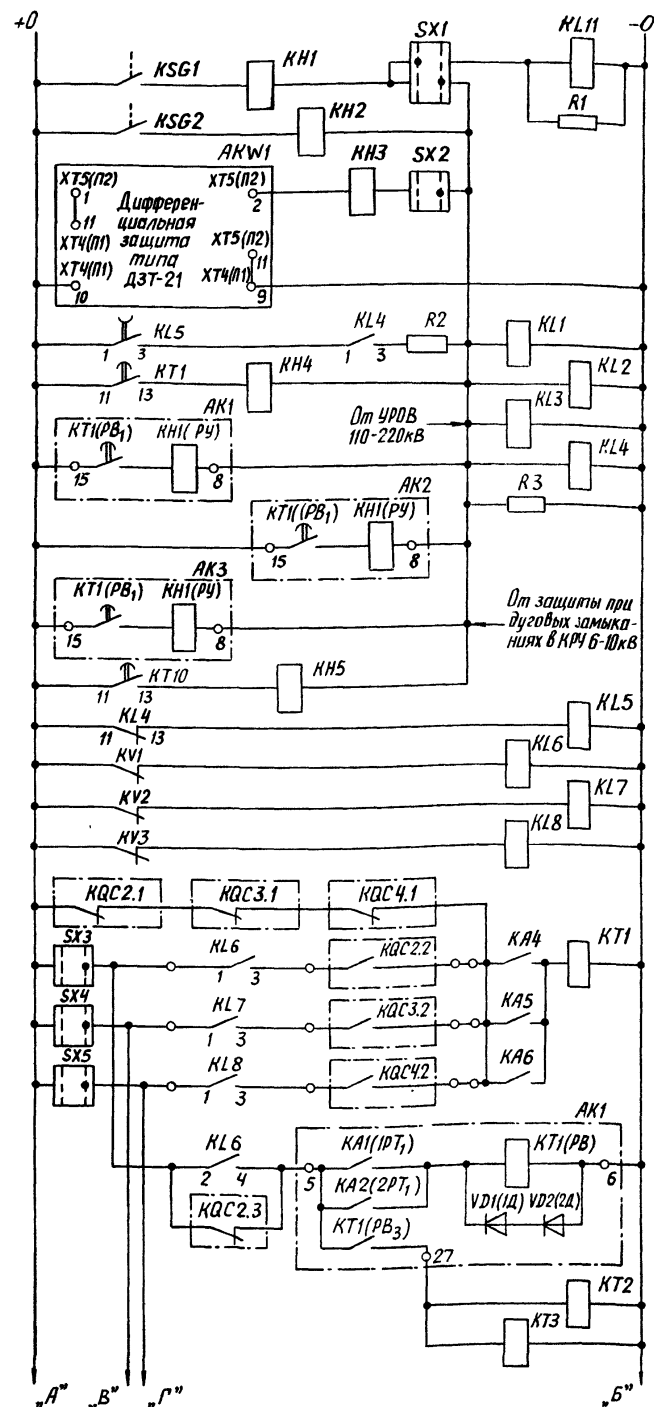 +0
-0
SX1
KL11
KSG1
KH1
R1
KSG2
KH2
AKW1
KH3
SX2
XT5(П2)
1
XT5(П2)
2
Дифферен-
циальная
защита
типа
ДЗТ-21
11
XT4(П1)
XT5(П2)
11
XT4(П1)
10
XT4(П1)
9
KL5
1 3
KL4
1 3
R2
KL1
KT1
11 13
KH4
KL2
AK1
От УРОВ
110-220кВ
KL3
KT1(PB1)
KH1(РУ)
15
8
KL4
AK2
R3
KT1((PB1)
KH1(РУ)
15
8
AK3
KT1(PB1)
KH1(РУ)
15
8
От защиты при
дуговых замыка-
ниях в КРУ 6-10кВ
KT10
11 13
KH5
KL4
11 13
KL5
KV1
KL6
KV2
KL7
KV3
KL8
KQC2.1
KQC3.1
KQC4.1
SX3
KL6
1 3
KQC2.2
KA4
KT1
SX4
KL7
1 3
KQC3.2
KA5
SX5
KL8
1 3
KQC4.2
KA6
AK1
KL6
2 4
5
KA1(1PT1)
KT1(PB)
6
KA2(2PT1)
VD1(1Д)
VD2(2Д)
KQC2.3
KT1(PB3)
27
KT2
KT3
„А”
„В”
„Г”
„Б”